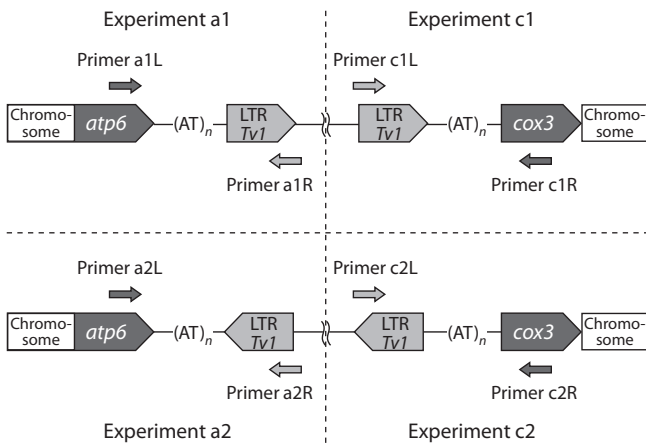 Experiment a1
Experiment c1
Primer a1L
Primer c1L
Chromo-
some
atp6
(AT)n
LTR
Tv1
LTR
Tv1
(AT)n
cox3
Chromo-
some
Primer a1R
Primer c1R
Primer a2L
Primer c2L
Chromo-
some
atp6
(AT)n
LTR
Tv1
LTR
Tv1
(AT)n
cox3
Chromo-
some
Primer a2R
Primer c2R
Experiment a2
Experiment c2